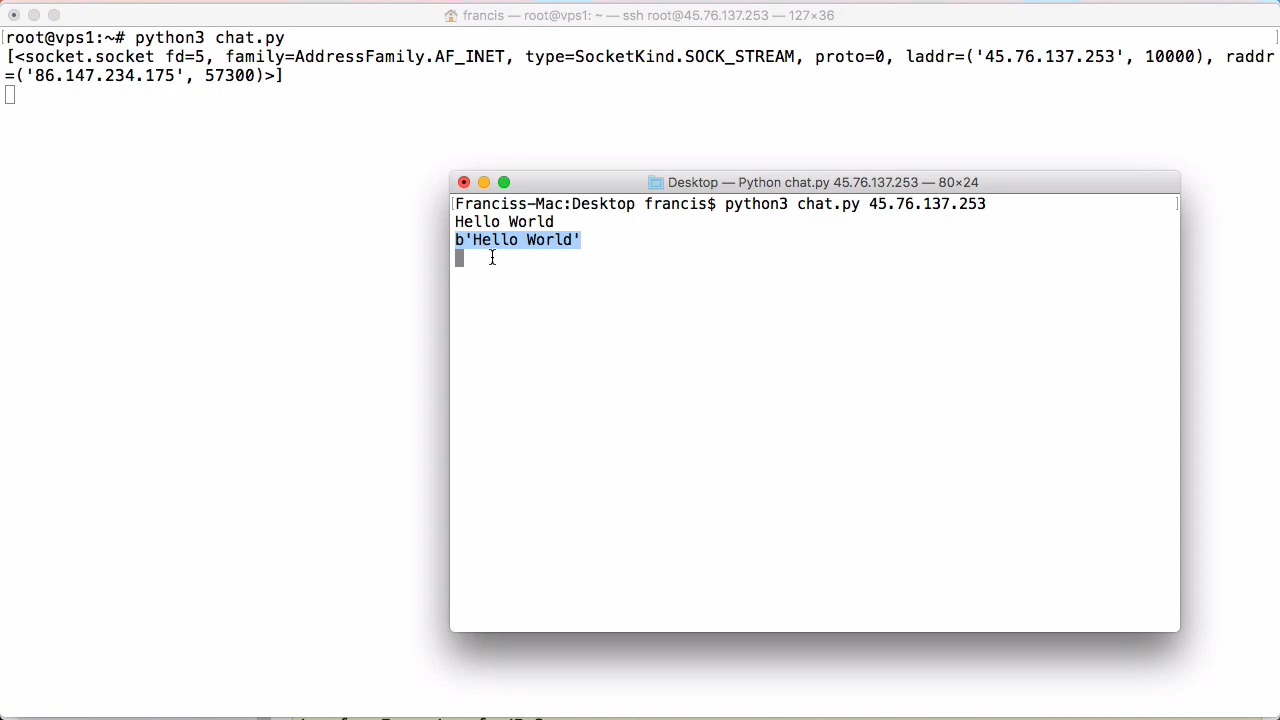 francis — root@vps1: ~ — ssh root@45.76.137.253 — 127×36
root@vps1:~# python3 chat.py
[<socket.socket fd=5, family=AddressFamily.AF_INET, type=SocketKind.SOCK_STREAM, proto=0, laddr=('45.76.137.253', 10000), raddr
=('86.147.234.175', 57300)>]
Desktop — Python chat.py 45.76.137.253 — 80×24
Franciss-Mac:Desktop francis$ python3 chat.py 45.76.137.253
Hello World
b'Hello World'